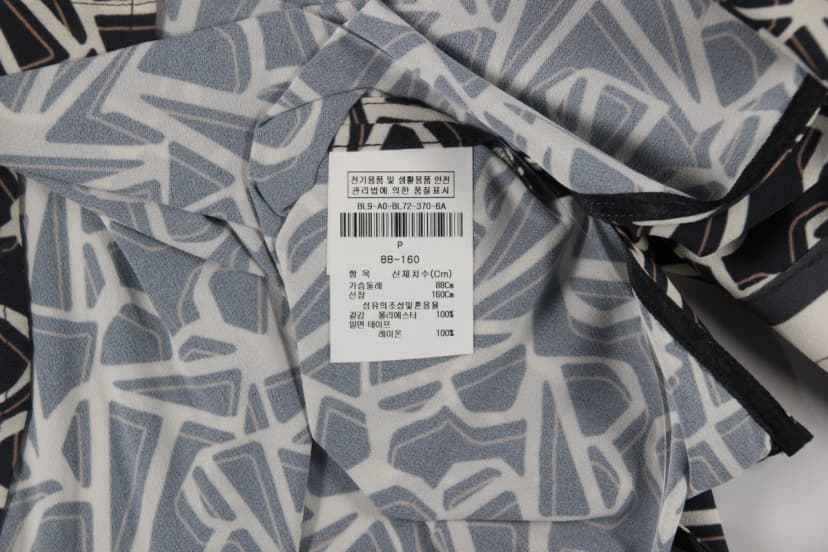 전기용품 및 생활용품 안전
관리법에 의한 품질표시
BL9-A0-BL72-370-6A
P
88-160
항 목 신체치수(Cm)
가슴둘레 88Cm
신장 160Cm
섬유의조성및혼용율
겉감 폴리에스터 100%
밑면 테이프
레이온 100%